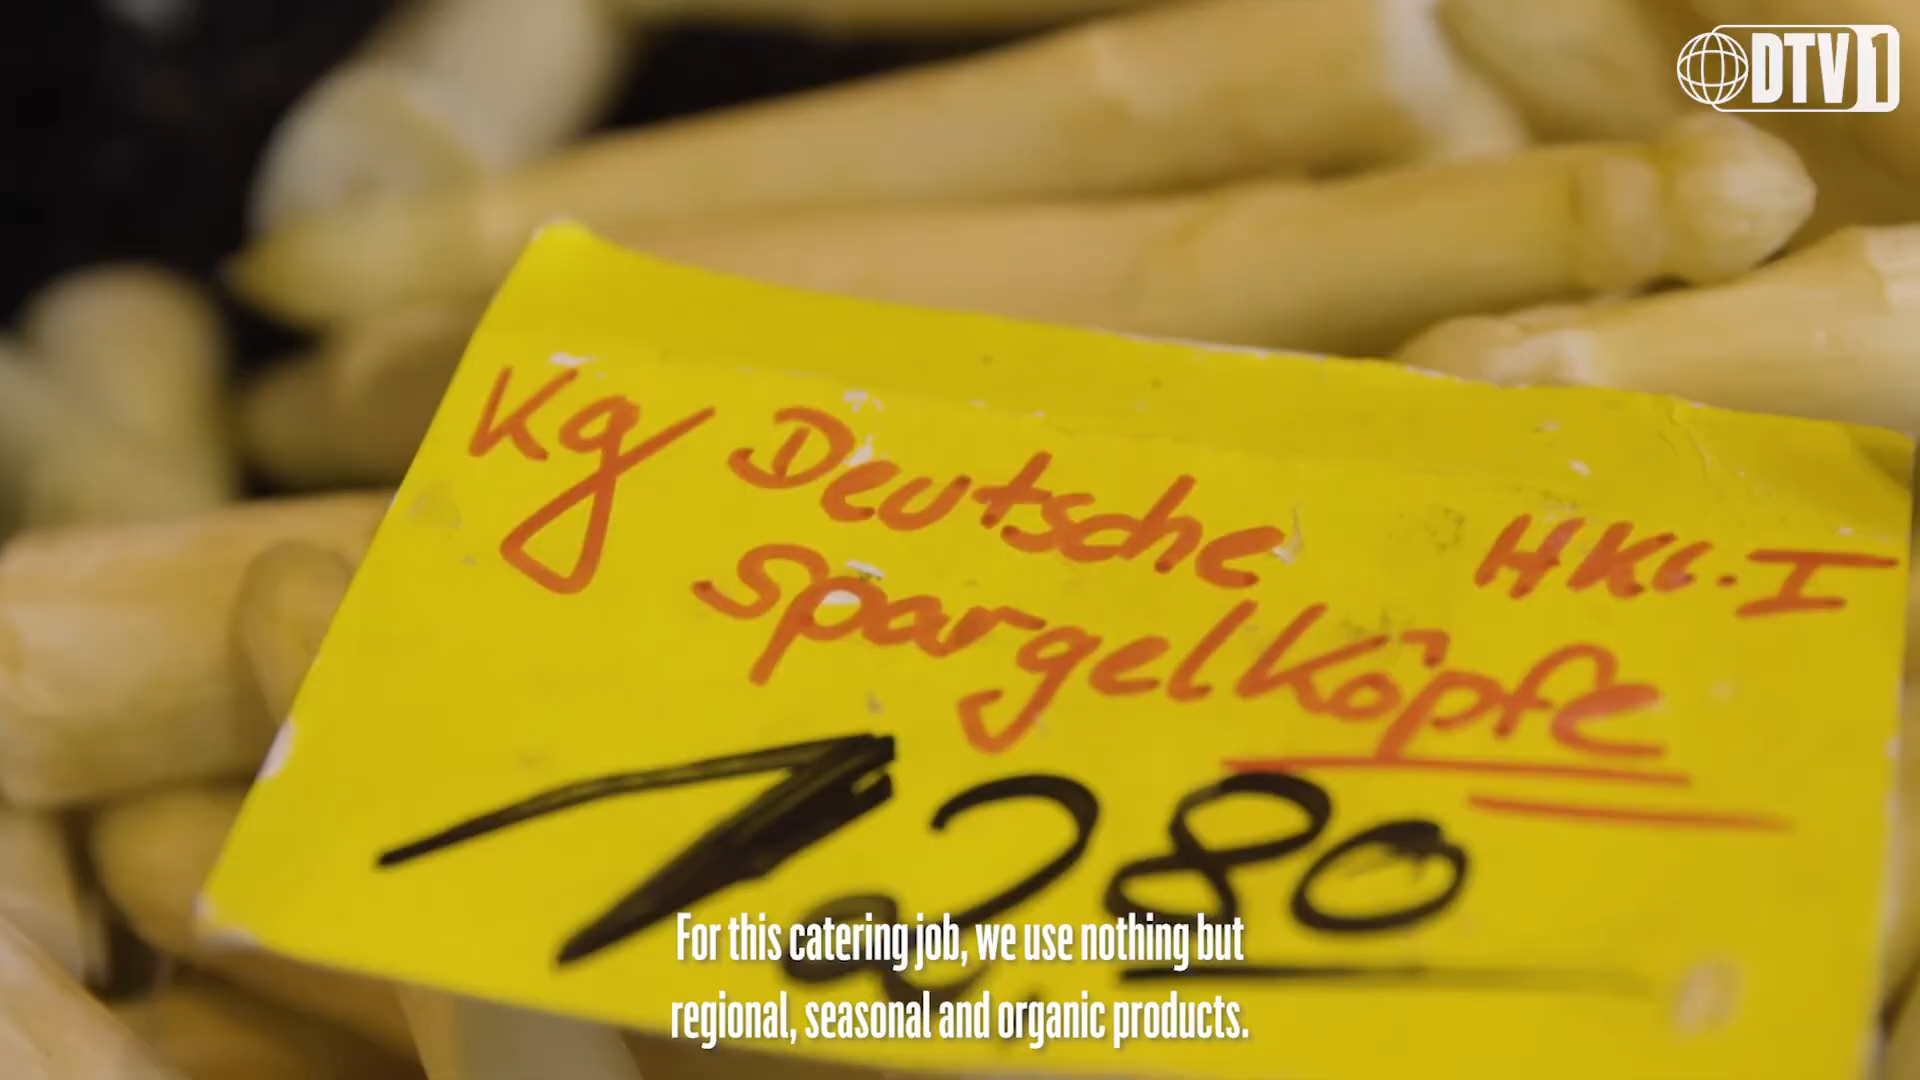 DTV1
Kg Deutsche HKl. I
Spargelköpfe
12.80
For this catering job, we use nothing but
regional, seasonal and organic products.